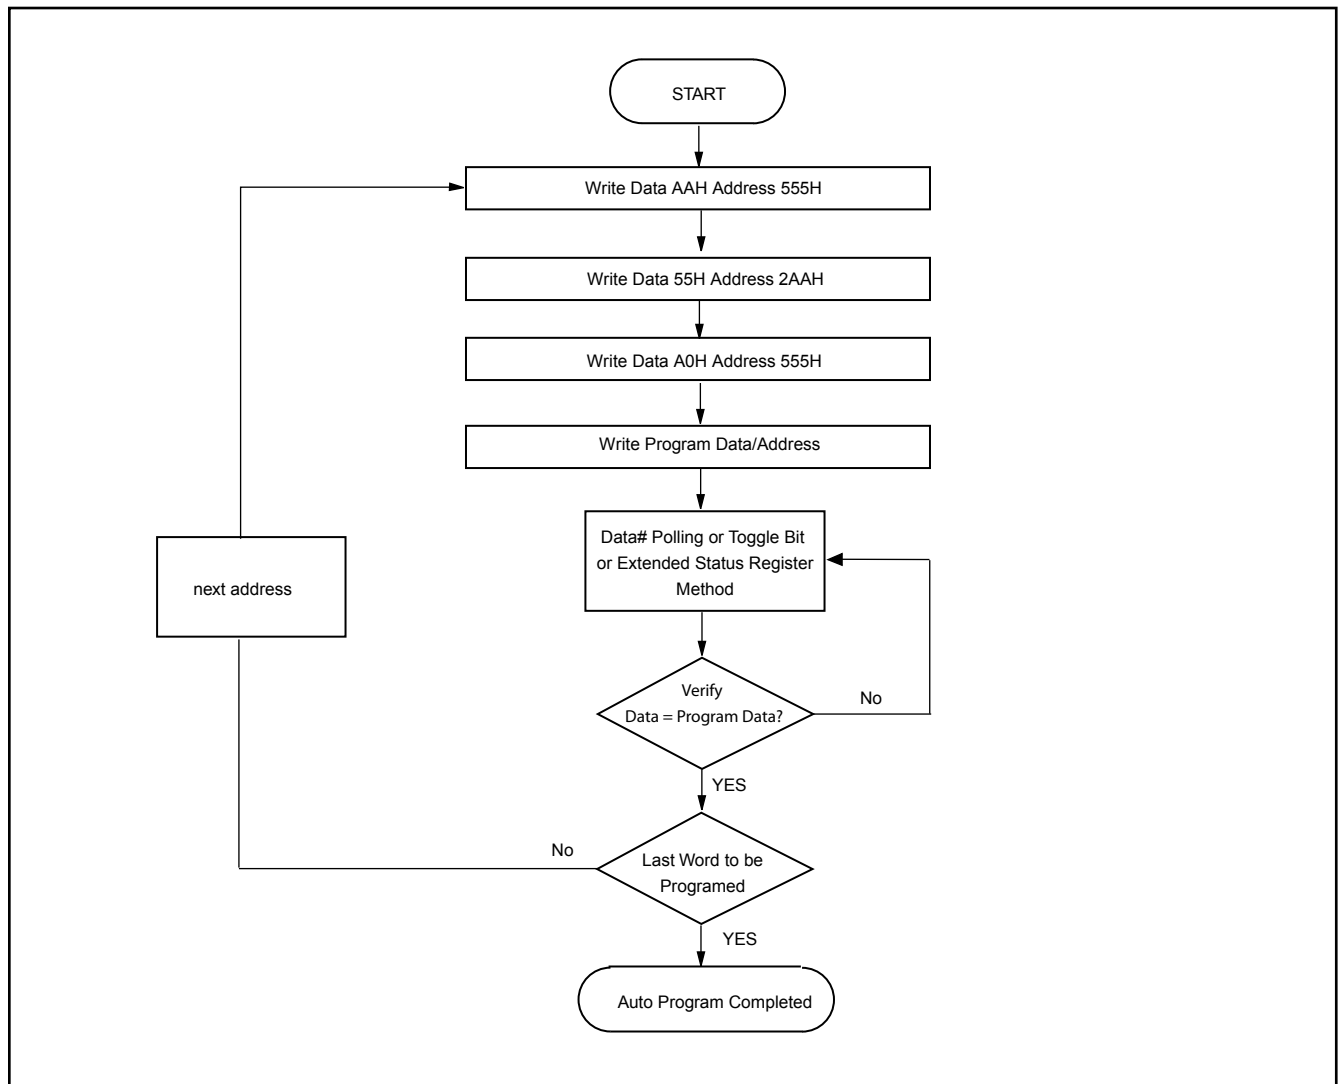 START
Write Data AAH Address 555H
Write Data 55H Address 2AAH
Write Data A0H Address 555H
Write Program Data/Address
Data# Polling or Toggle Bit
or Extended Status Register
Method
next address
Verify
Data = Program Data?
No
YES
No
Last Word to be
Programed
YES
Auto Program Completed